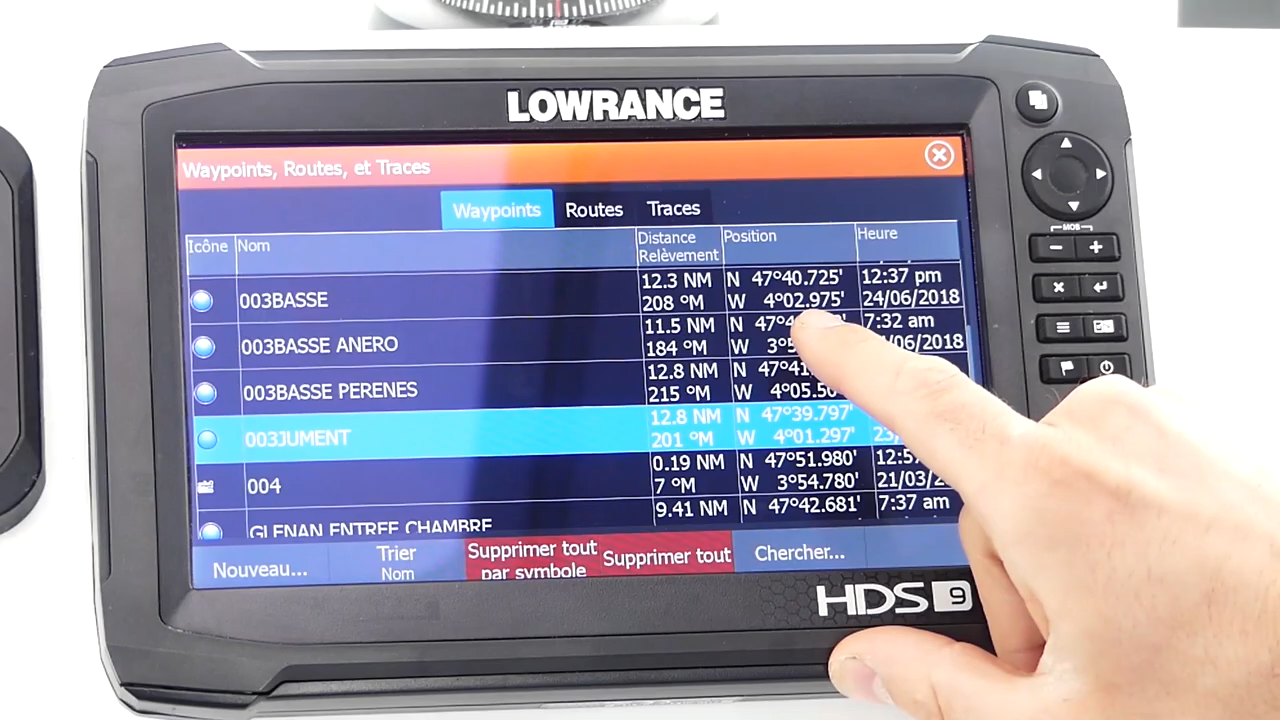 LOWRANCE
Waypoints, Routes, et Traces
Waypoints Routes Traces
Icône Nom Distance Relèvement Position Heure
003BASSE 12.3 NM 208 °M N 47°40.725' W 4°02.975' 12:37 pm 24/06/2018
003BASSE ANERO 11.5 NM 184 °M N W 7:32 am
003BASSE PERENES 12.8 NM 215 °M N W
003JUMENT 12.8 NM 201 °M N 47°39.797' W 4°01.297'
004 0.19 NM 7 °M N 47°51.980' W 3°54.780'
GLENAN ENTREE CHAMBRE 9.41 NM N 47°42.681' 7:37 am
Nouveau... Trier Nom Supprimer tout par symbole Supprimer tout Chercher...
HDS 9
MOB